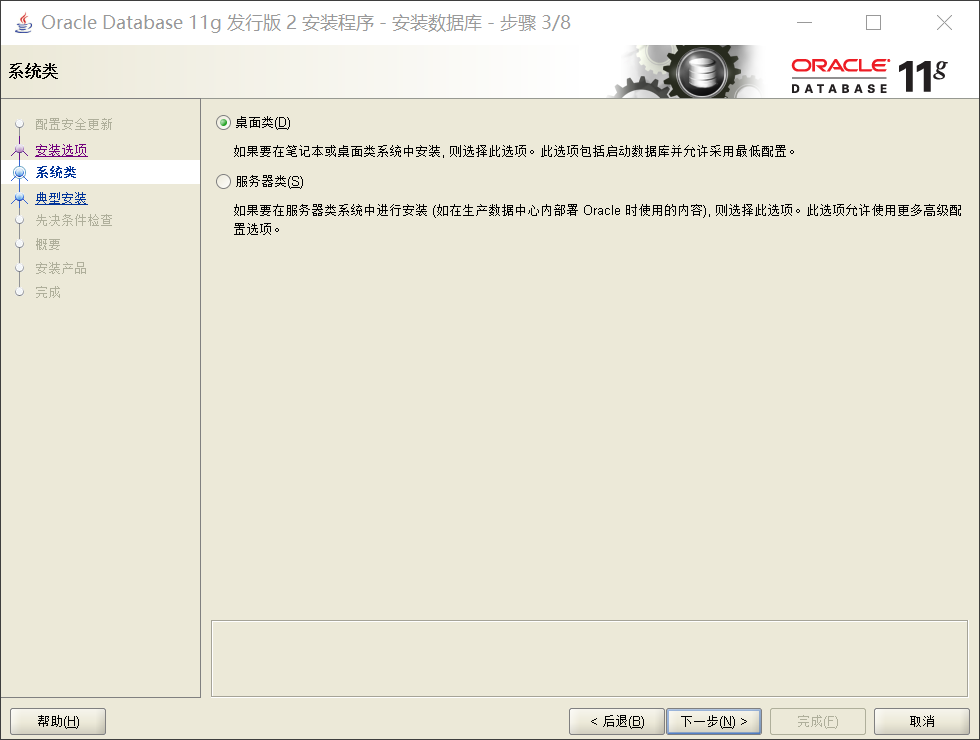 Oracle Database 11g 发行版 2 安装程序 - 安装数据库 - 步骤 3/8
系统类
ORACLE
DATABASE
11g
配置安全更新
安装选项
系统类
典型安装
先决条件检查
概要
安装产品
完成
桌面类(D)
如果要在笔记本或桌面类系统中安装, 则选择此选项。此选项包括启动数据库并允许采用最低配置。
服务器类(S)
如果要在服务器类系统中进行安装 (如在生产数据中心内部署 Oracle 时使用的内容), 则选择此选项。此选项允许使用更多高级配
置选项。
帮助(H)
< 后退(B)
下一步(N) >
完成(F)
取消